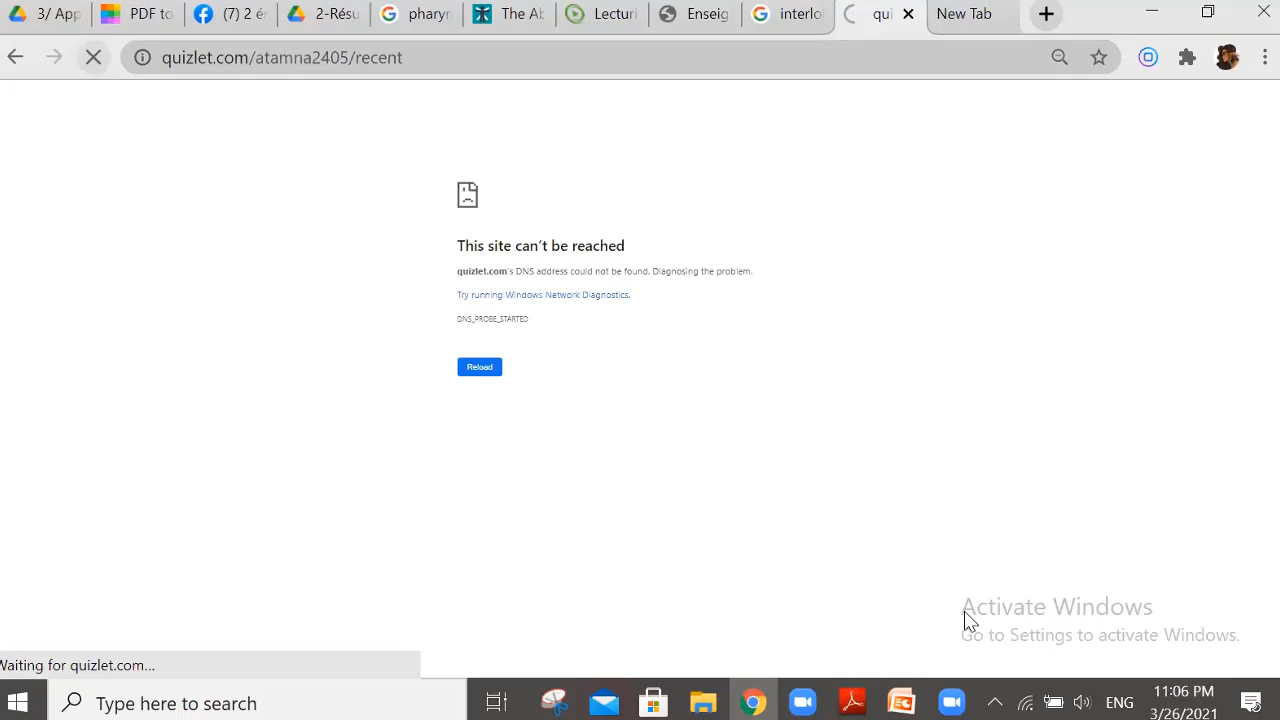 3/ App
PDF to
(7) 2 é
2-Résu
phary
The A
Lecturi
Enseig
interf
qui
New Tab
quizlet.com/atamna2405/recent
This site can't be reached
quizlet.com's DNS address could not be found. Diagnosing the problem.
Try running Windows Network Diagnostics.
DNS_PROBE_STARTED
Reload
Activate Windows
Go to Settings to activate Windows.
Waiting for quizlet.com...
Type here to search
ENG
11:06 PM
3/26/2021